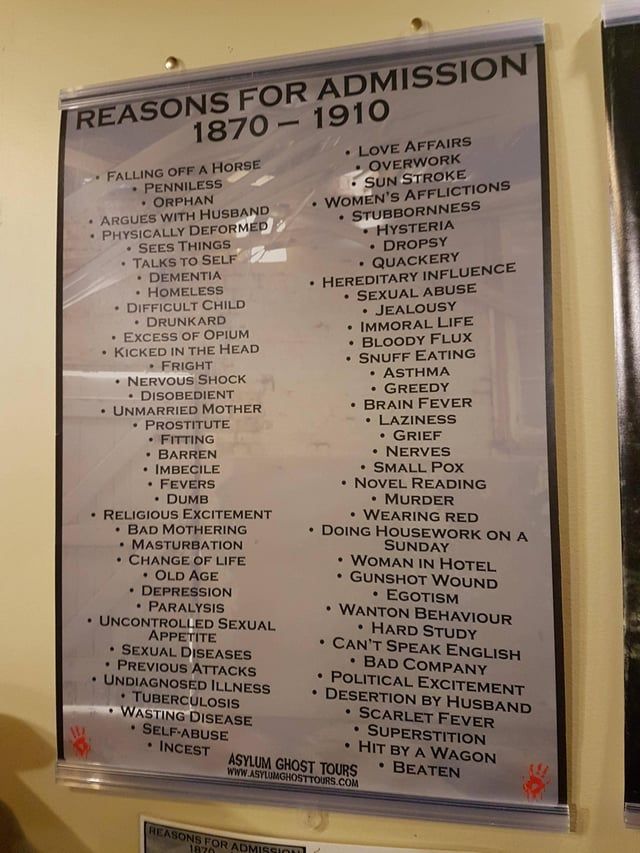 REASONS FOR ADMISSION
1870 – 1910
• FALLING OFF A HORSE
• PENNILESS
• ORPHAN
• ARGUES WITH HUSBAND
• PHYSICALLY DEFORMED
• SEES THINGS
• TALKS TO SELF
• DEMENTIA
• HOMELESS
• DIFFICULT CHILD
• DRUNKARD
• EXCESS OF OPIUM
• KICKED IN THE HEAD
• FRIGHT
• NERVOUS SHOCK
• DISOBEDIENT
• UNMARRIED MOTHER
• PROSTITUTE
• FITTING
• BARREN
• IMBECILE
• FEVERS
• DUMB
• RELIGIOUS EXCITEMENT
• BAD MOTHERING
• MASTURBATION
• CHANGE OF LIFE
• OLD AGE
• DEPRESSION
• PARALYSIS
• UNCONTROLLED SEXUAL
APPETITE
• SEXUAL DISEASES
• PREVIOUS ATTACKS
• UNDIAGNOSED ILLNESS
• TUBERCULOSIS
• WASTING DISEASE
• SELF-ABUSE
• INCEST
• LOVE AFFAIRS
• OVERWORK
• SUN STROKE
• WOMEN'S AFFLICTIONS
• STUBBORNNESS
• HYSTERIA
• DROPSY
• QUACKERY
• HEREDITARY INFLUENCE
• SEXUAL ABUSE
• JEALOUSY
• IMMORAL LIFE
• BLOODY FLUX
• SNUFF EATING
• ASTHMA
• GREEDY
• BRAIN FEVER
• LAZINESS
• GRIEF
• NERVES
• SMALL POX
• NOVEL READING
• MURDER
• WEARING RED
• DOING HOUSEWORK ON A
SUNDAY
• WOMAN IN HOTEL
• GUNSHOT WOUND
• EGOTISM
• WANTON BEHAVIOUR
• HARD STUDY
• CAN'T SPEAK ENGLISH
• BAD COMPANY
• POLITICAL EXCITEMENT
• DESERTION BY HUSBAND
• SCARLET FEVER
• SUPERSTITION
• HIT BY A WAGON
• BEATEN
ASYLUM GHOST TOURS
WWW.ASYLUMGHOSTTOURS.COM
REASONS FOR ADMISSION
1870